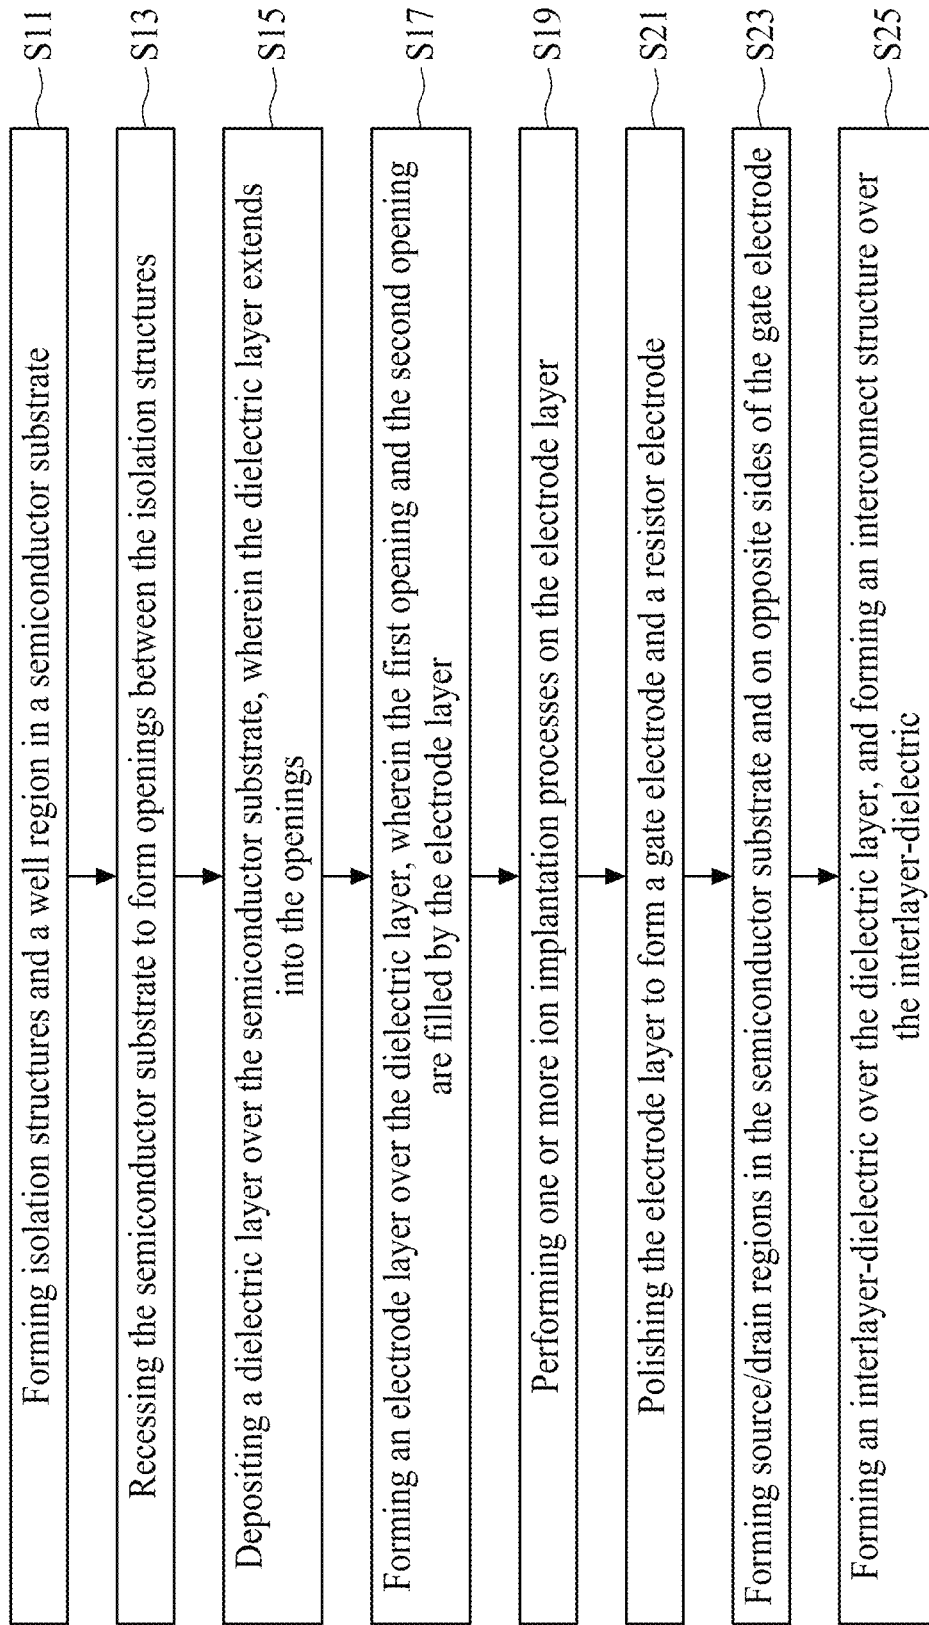 Forming isolation structures and a well region in a semiconductor substrate
S11
Recessing the semiconductor substrate to form openings between the isolation structures
S13
Depositing a dielectric layer over the semiconductor substrate, wherein the dielectric layer extends
into the openings
S15
Forming an electrode layer over the dielectric layer, wherein the first opening and the second opening
are filled by the electrode layer
S17
Performing one or more ion implantation processes on the electrode layer
S19
Polishing the electrode layer to form a gate electrode and a resistor electrode
S21
Forming source/drain regions in the semiconductor substrate and on opposite sides of the gate electrode
S23
Forming an interlayer-dielectric over the dielectric layer, and forming an interconnect structure over
the interlayer-dielectric
S25